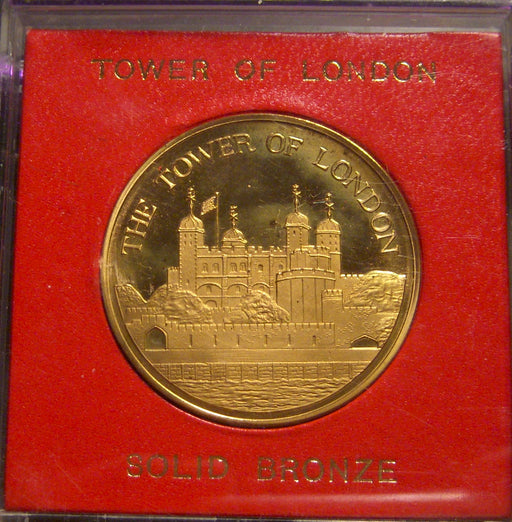 TOWER OF LONDON
THE TOWER OF LONDON
SOLID BRONZE